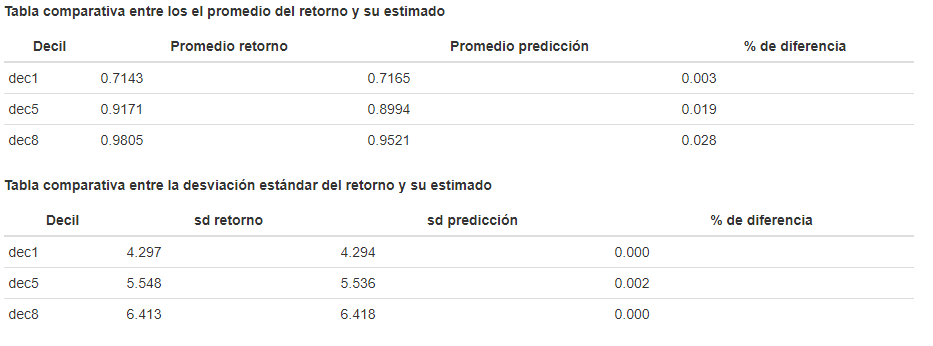 Tabla comparativa entre los el promedio del retorno y su estimado
Decil Promedio retorno Promedio predicción % de diferencia
dec1 0.7143 0.7165 0.003
dec5 0.9171 0.8994 0.019
dec8 0.9805 0.9521 0.028
Tabla comparativa entre la desviación estándar del retorno y su estimado
Decil sd retorno sd predicción % de diferencia
dec1 4.297 4.294 0.000
dec5 5.548 5.536 0.002
dec8 6.413 6.418 0.000